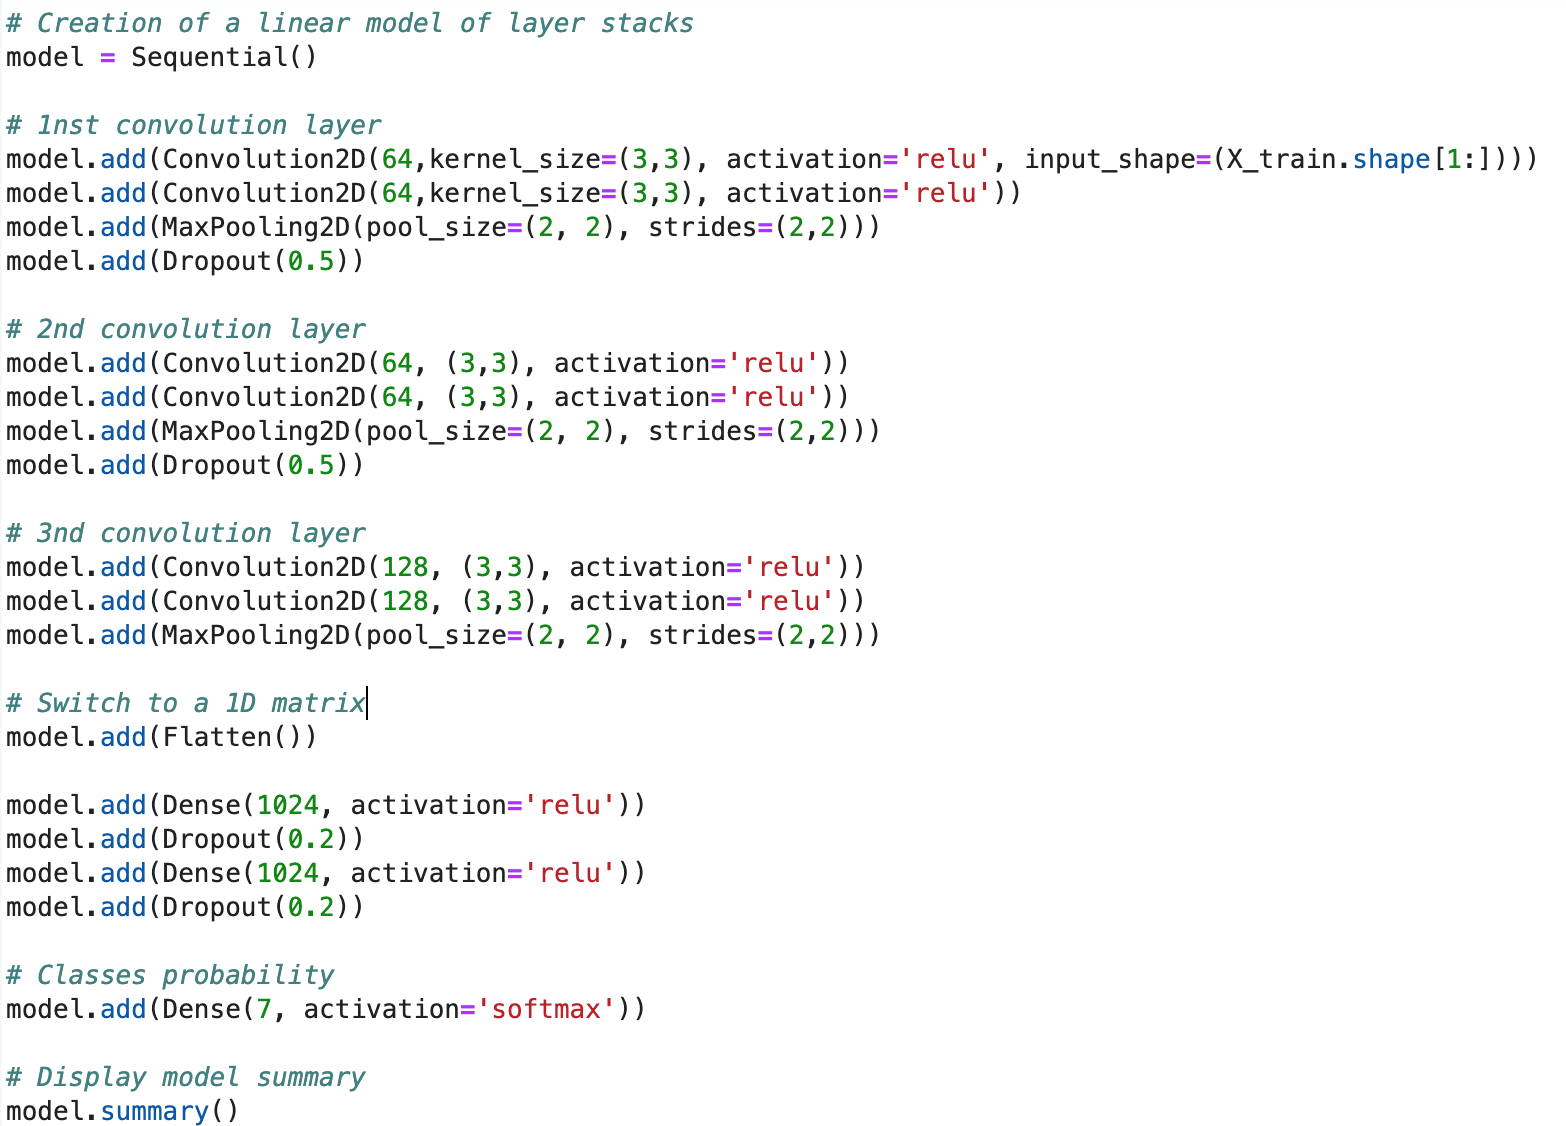 # Creation of a linear model of layer stacks
model = Sequential()
# 1nst convolution layer
model.add(Convolution2D(64,kernel_size=(3,3), activation='relu', input_shape=(X_train.shape[1:])))
model.add(Convolution2D(64,kernel_size=(3,3), activation='relu'))
model.add(MaxPooling2D(pool_size=(2, 2), strides=(2,2)))
model.add(Dropout(0.5))
# 2nd convolution layer
model.add(Convolution2D(64, (3,3), activation='relu'))
model.add(Convolution2D(64, (3,3), activation='relu'))
model.add(MaxPooling2D(pool_size=(2, 2), strides=(2,2)))
model.add(Dropout(0.5))
# 3nd convolution layer
model.add(Convolution2D(128, (3,3), activation='relu'))
model.add(Convolution2D(128, (3,3), activation='relu'))
model.add(MaxPooling2D(pool_size=(2, 2), strides=(2,2)))
# Switch to a 1D matrix
model.add(Flatten())
model.add(Dense(1024, activation='relu'))
model.add(Dropout(0.2))
model.add(Dense(1024, activation='relu'))
model.add(Dropout(0.2))
# Classes probability
model.add(Dense(7, activation='softmax'))
# Display model summary
model.summary()